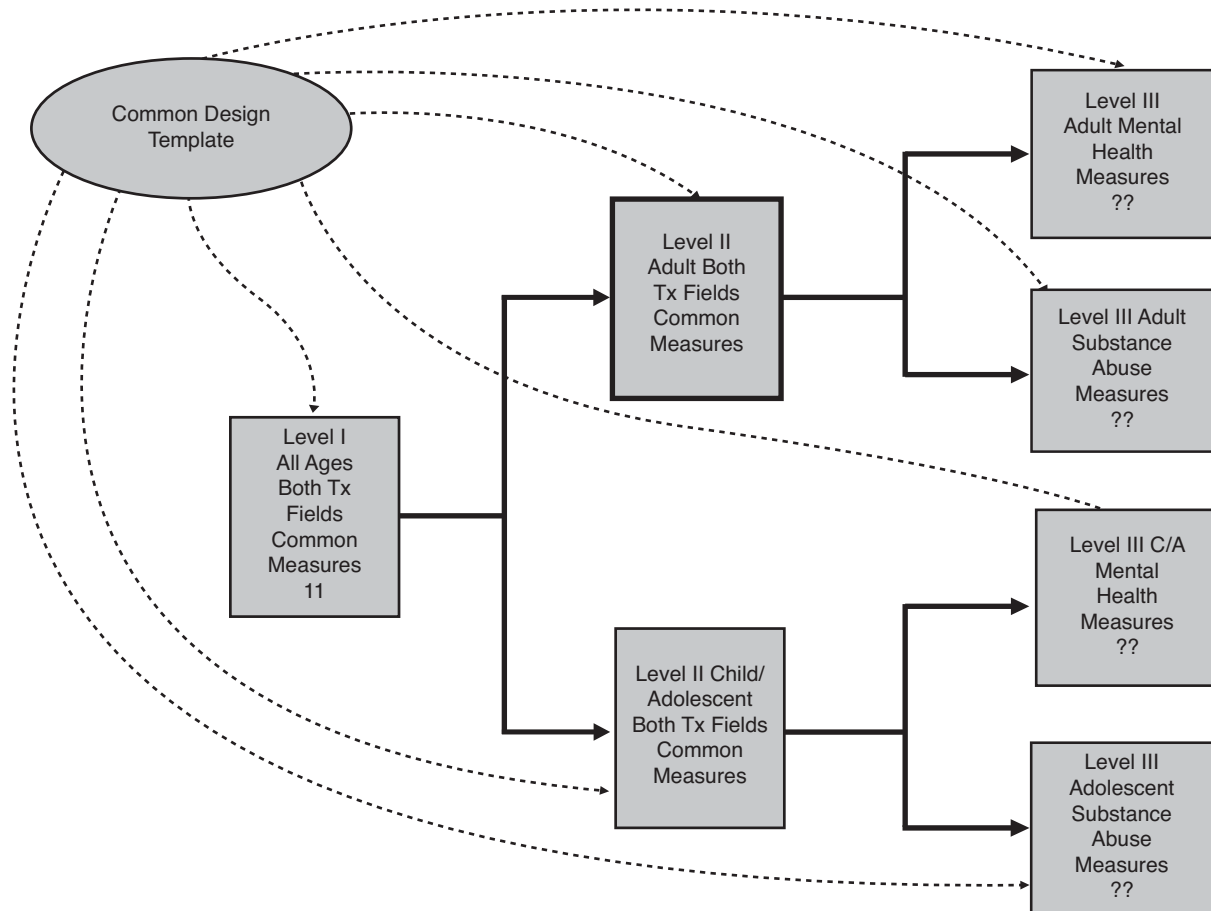 Common Design
Template
Level III
Adult Mental
Health
Measures
??
Level II
Adult Both
Tx Fields
Common
Measures
Level III Adult
Substance
Abuse
Measures
??
Level I
All Ages
Both Tx
Fields
Common
Measures
11
Level III C/A
Mental
Health
Measures
??
Level II Child/
Adolescent
Both Tx Fields
Common
Measures
Level III
Adolescent
Substance
Abuse
Measures
??